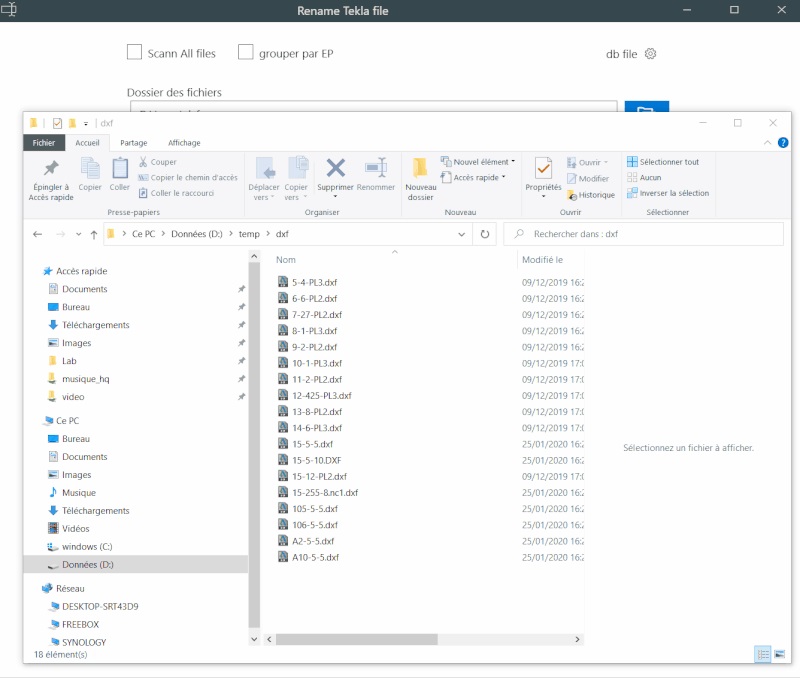 Rename Tekla file
Scann All files
grouper par EP
db file
Dossier des fichiers
dxf
Fichier
Accueil
Partage
Affichage
Épingler à
Accès rapide
Copier
Coller
Couper
Copier le chemin d'accès
Coller le raccourci
Presse-papiers
Déplacer
vers
Copier
vers
Supprimer
Renommer
Organiser
Nouveau
dossier
Nouvel élément
Accès rapide
Nouveau
Propriétés
Ouvrir
Modifier
Historique
Ouvrir
Sélectionner tout
Aucun
Inverser la sélection
Sélectionner
Ce PC > Données (D:) > temp > dxf
Rechercher dans : dxf
Accès rapide
Documents
Bureau
Téléchargements
Images
Lab
musique_hq
video
Ce PC
Bureau
Documents
Images
Musique
Téléchargements
Vidéos
windows (C:)
Données (D:)
Réseau
DESKTOP-SRT43D9
FREEBOX
SYNOLOGY
Nom
Modifié le
5-4-PL3.dxf 09/12/2019 16:2
6-6-PL2.dxf 09/12/2019 16:2
7-27-PL2.dxf 09/12/2019 16:2
8-1-PL3.dxf 09/12/2019 16:2
9-2-PL2.dxf 09/12/2019 16:2
10-1-PL3.dxf 09/12/2019 17:0
11-2-PL2.dxf 09/12/2019 17:0
12-425-PL3.dxf 09/12/2019 17:0
13-8-PL2.dxf 09/12/2019 17:0
14-6-PL3.dxf 09/12/2019 17:0
15-5-5.dxf 25/01/2020 16:2
15-5-10.DXF 25/01/2020 16:2
15-12-PL2.dxf 09/12/2019 17:0
15-255-8.nc1.dxf 25/01/2020 16:2
105-5-5.dxf 25/01/2020 16:2
106-5-5.dxf 25/01/2020 16:2
A2-5-5.dxf 25/01/2020 16:2
A10-5-5.dxf 25/01/2020 16:2
Sélectionnez un fichier à afficher.
18 élément(s)